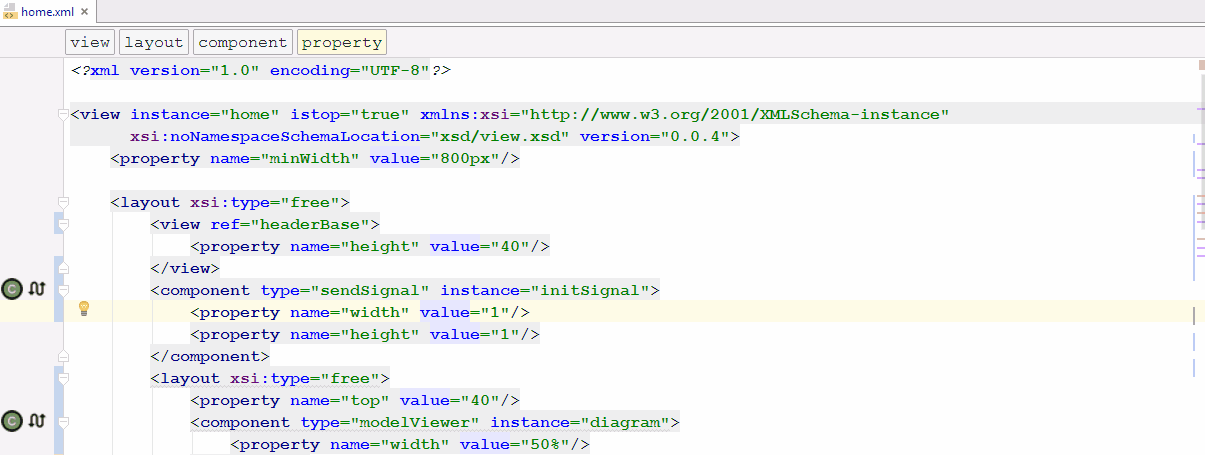 home.xml
view layout component property
<?xml version="1.0" encoding="UTF-8"?>
<view instance="home" istop="true" xmlns:xsi="http://www.w3.org/2001/XMLSchema-instance"
xsi:noNamespaceSchemaLocation="xsd/view.xsd" version="0.0.4">
<property name="minWidth" value="800px"/>
<layout xsi:type="free">
<view ref="headerBase">
<property name="height" value="40"/>
</view>
C
<component type="sendSignal" instance="initSignal">
<property name="width" value="1"/>
<property name="height" value="1"/>
</component>
<layout xsi:type="free">
<property name="top" value="40"/>
C
<component type="modelViewer" instance="diagram">
<property name="width" value="50%"/>